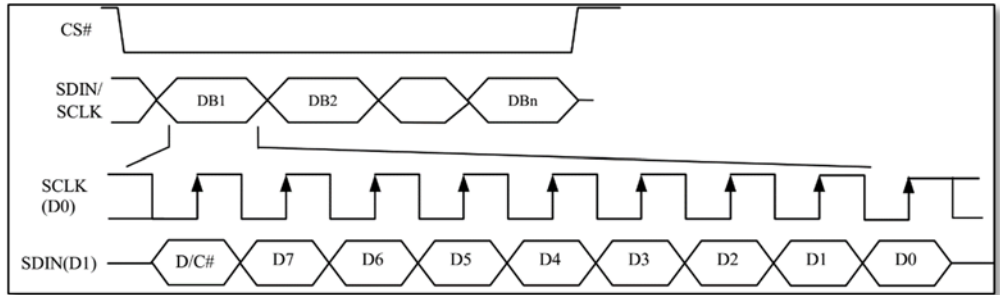 CS#
SDIN/
SCLK
DB1 DB2 DBn
SCLK
(D0)
SDIN(D1) D/C# D7 D6 D5 D4 D3 D2 D1 D0